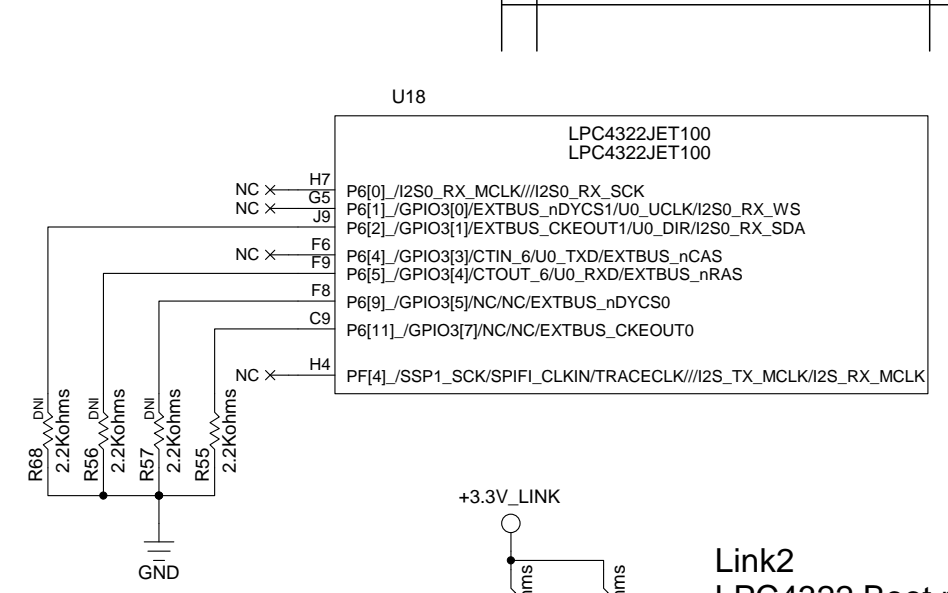 U18
LPC4322JET100
LPC4322JET100
NC H7 P6[0]_/I2S0_RX_MCLK///I2S0_RX_SCK
NC G5 P6[1]_/GPIO3[0]/EXTBUS_nDYCS1/U0_UCLK/I2S0_RX_WS
J9 P6[2]_/GPIO3[1]/EXTBUS_CKEOUT1/U0_DIR/I2S0_RX_SDA
NC F6 P6[4]_/GPIO3[3]/CTIN_6/U0_TXD/EXTBUS_nCAS
F9 P6[5]_/GPIO3[4]/CTOUT_6/U0_RXD/EXTBUS_nRAS
F8 P6[9]_/GPIO3[5]/NC/NC/EXTBUS_nDYCS0
C9 P6[11]_/GPIO3[7]/NC/NC/EXTBUS_CKEOUT0
NC H4 PF[4]_/SSP1_SCK/SPIFI_CLKIN/TRACECLK///I2S_TX_MCLK/I2S_RX_MCLK
R68 DNI 2.2Kohms
R56 DNI 2.2Kohms
R57 DNI 2.2Kohms
R55 2.2Kohms
GND
+3.3V_LINK
Link2
LPC4322